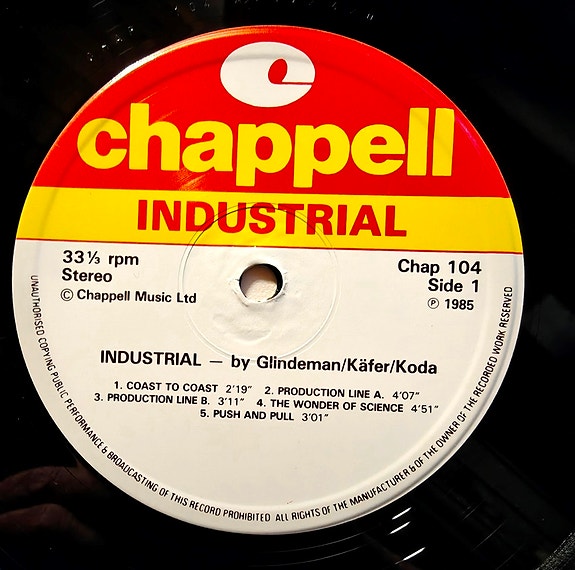 chappell
INDUSTRIAL
33⅓ rpm
Stereo
© Chappell Music Ltd
Chap 104
Side 1
℗ 1985
INDUSTRIAL — by Glindeman/Käfer/Koda
1. COAST TO COAST 2'19" 2. PRODUCTION LINE A. 4'07"
3. PRODUCTION LINE B. 3'11" 4. THE WONDER OF SCIENCE 4'51"
5. PUSH AND PULL 3'01"
UNAUTHORISED COPYING PUBLIC PERFORMANCE & BROADCASTING OF THIS RECORD PROHIBITED ALL RIGHTS OF THE MANUFACTURER & OF THE OWNER OF THE RECORDED WORK RESERVED